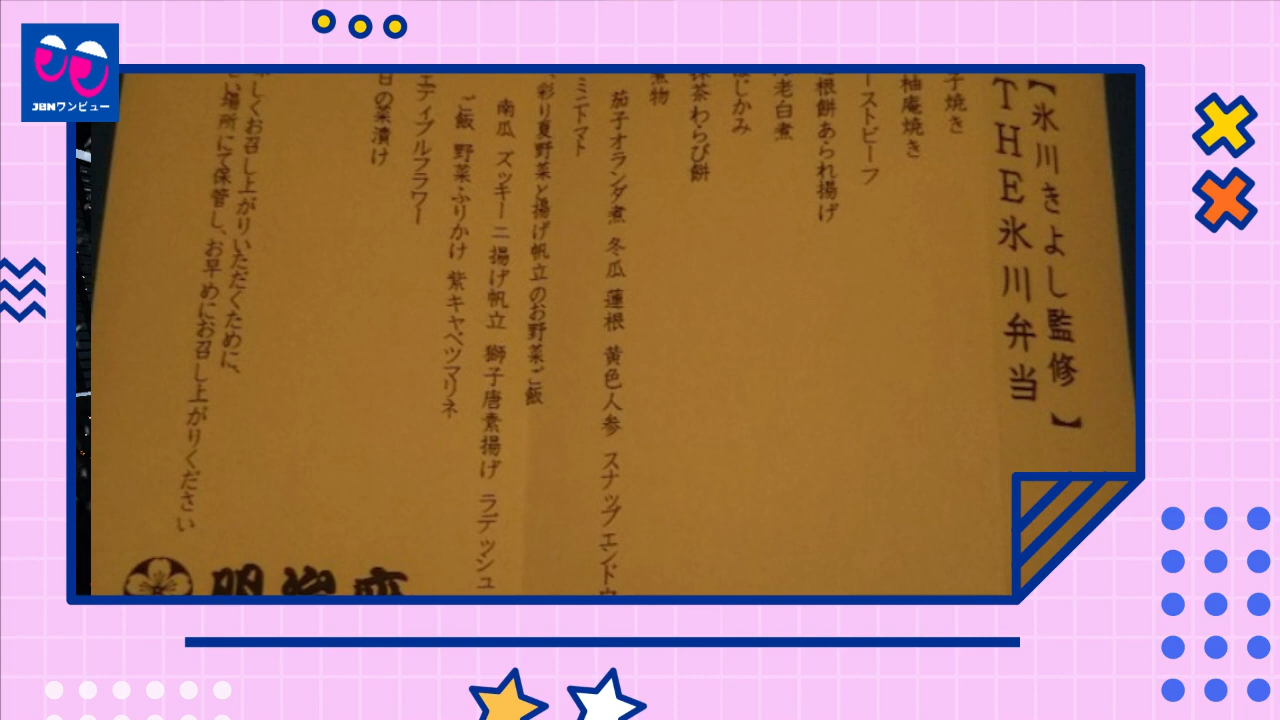 JBNワンビュー
【氷川きよし監修】
THE氷川弁当
子焼き
柚庵焼き
ーストビーフ
根餅あられ揚げ
老白煮
はじかみ
抹茶わらび餅
煮物
茄子オランダ煮 冬瓜 蓮根 黄色人参 スナップエンドウ
ミニトマト
彩り夏野菜と揚げ帆立のお野菜ご飯
南瓜 ズッキーニ 揚げ帆立 獅子唐素揚げ ラディッシュ
ご飯 野菜ふりかけ 紫キャベツマリネ
エディブルフラワー
日の菜漬け
しくお召し上がりいただくために、
い場所にて保管し、お早めにお召し上がりください
明治座